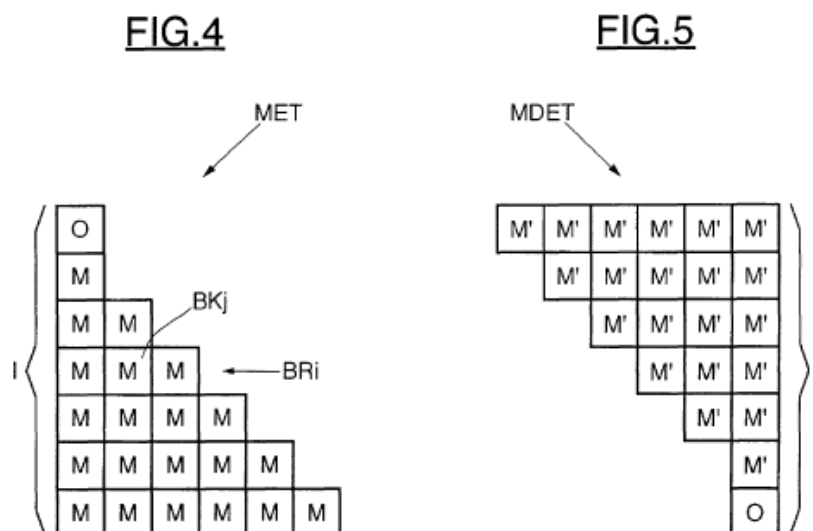 FIG.4 FIG.5
MET MDET
O M' M' M' M' M' M'
M M' M' M' M' M'
BKj
M M M' M' M' M'
M M M BRi M' M' M'
M M M M M' M'
M M M M M M'
M M M M M M O